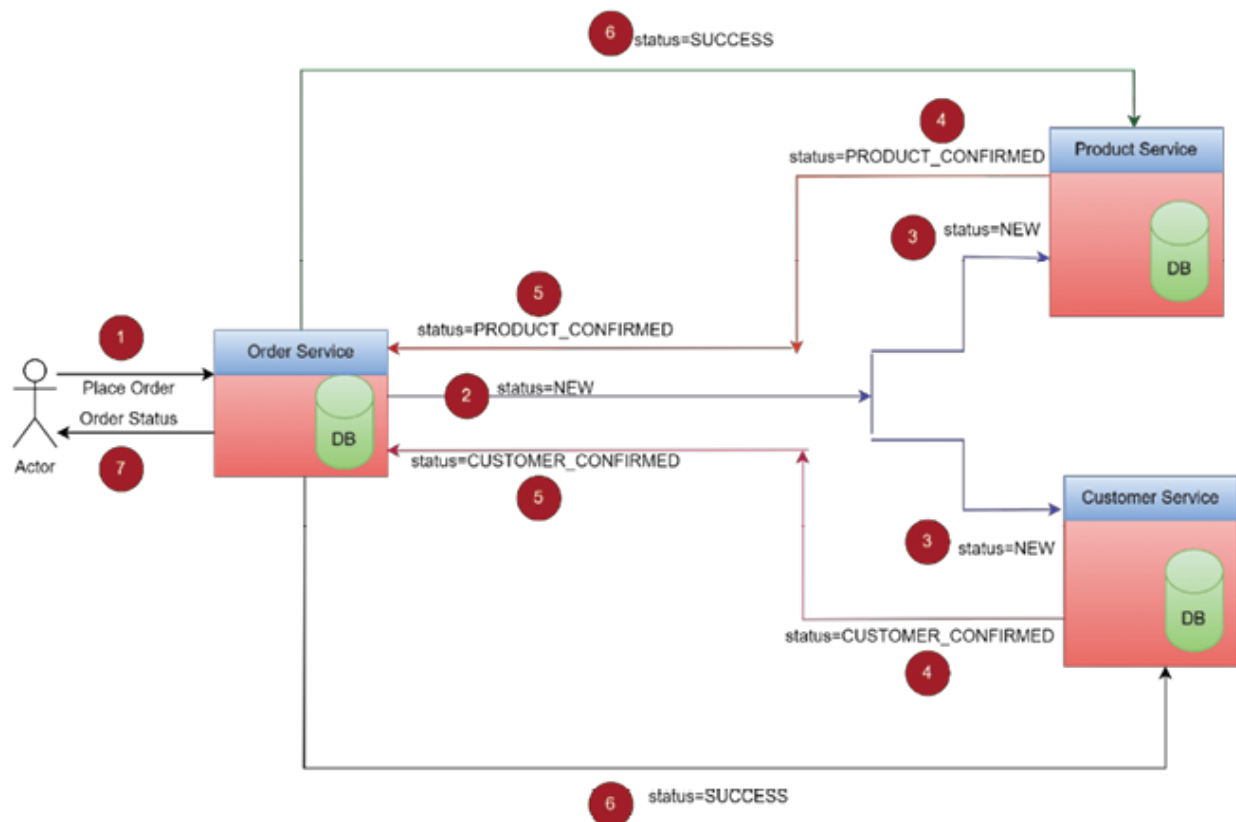 6
status=SUCCESS
4
status=PRODUCT_CONFIRMED
Product Service
3
status=NEW
DB
5
status=PRODUCT_CONFIRMED
1
Order Service
Place Order
2
status=NEW
Order Status
DB
Actor
7
status=CUSTOMER_CONFIRMED
5
Customer Service
3
status=NEW
DB
status=CUSTOMER_CONFIRMED
4
6
status=SUCCESS